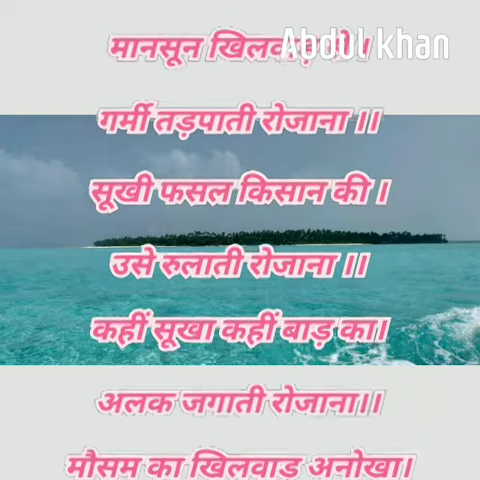 Abdul khan
मानसून
गर्मी तड़पाती रोजाना ।।
सूखी फसल किसान की ।
उसे रुलाती रोजाना ।।
कहीं सूखा कहीं बाड़ का।
अलक जगाती रोजाना।।
मौसम का खिलवाड़ अनोखा।